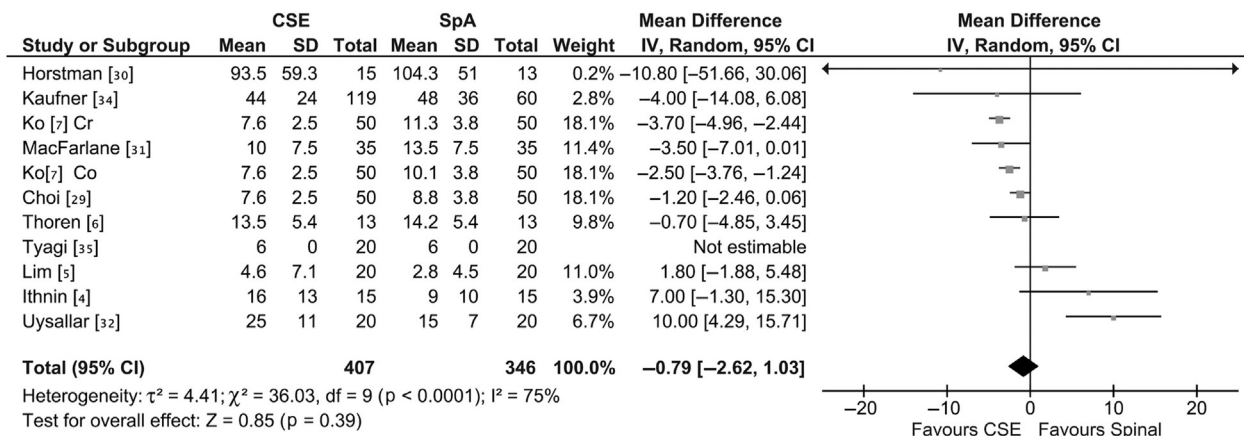 CSE SpA Mean Difference Mean Difference
Study or Subgroup Mean SD Total Mean SD Total Weight IV, Random, 95% CI IV, Random, 95% CI
Horstman [30] 93.5 59.3 15 104.3 51 13 0.2% −10.80 [−51.66, 30.06]
Kaufner [34] 44 24 119 48 36 60 2.8% −4.00 [−14.08, 6.08]
Ko [7] Cr 7.6 2.5 50 11.3 3.8 50 18.1% −3.70 [−4.96, −2.44]
MacFarlane [31] 10 7.5 35 13.5 7.5 35 11.4% −3.50 [−7.01, 0.01]
Ko[7] Co 7.6 2.5 50 10.1 3.8 50 18.1% −2.50 [−3.76, −1.24]
Choi [29] 7.6 2.5 50 8.8 3.8 50 18.1% −1.20 [−2.46, 0.06]
Thoren [6] 13.5 5.4 13 14.2 5.4 13 9.8% −0.70 [−4.85, 3.45]
Tyagi [35] 6 0 20 6 0 20 Not estimable
Lim [5] 4.6 7.1 20 2.8 4.5 20 11.0% 1.80 [−1.88, 5.48]
Ithnin [4] 16 13 15 9 10 15 3.9% 7.00 [−1.30, 15.30]
Uysallar [32] 25 11 20 15 7 20 6.7% 10.00 [4.29, 15.71]
Total (95% CI) 407 346 100.0% −0.79 [−2.62, 1.03]
Heterogeneity: τ² = 4.41; χ² = 36.03, df = 9 (p < 0.0001); I² = 75%
Test for overall effect: Z = 0.85 (p = 0.39)
−20 −10 0 10 20
Favours CSE Favours Spinal